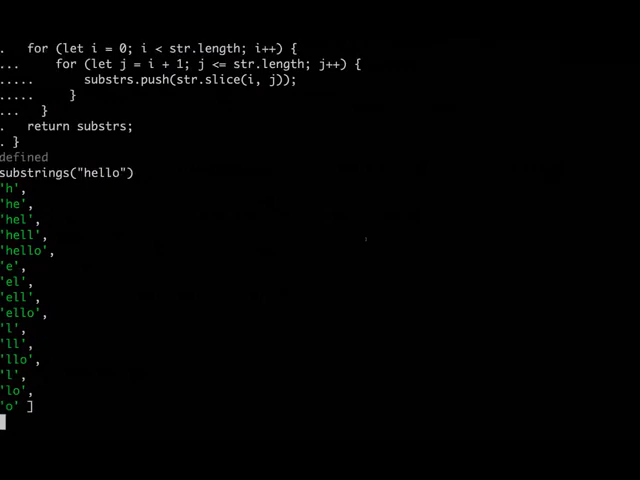 . for (let i = 0; i < str.length; i++) {
... for (let j = i + 1; j <= str.length; j++) {
..... substrs.push(str.slice(i, j));
..... }
... }
. return substrs;
. }
defined
substrings("hello")
'h',
'he',
'hel',
'hell',
'hello',
'e',
'el',
'ell',
'ello',
'l',
'll',
'llo',
'l',
'lo',
'o' ]